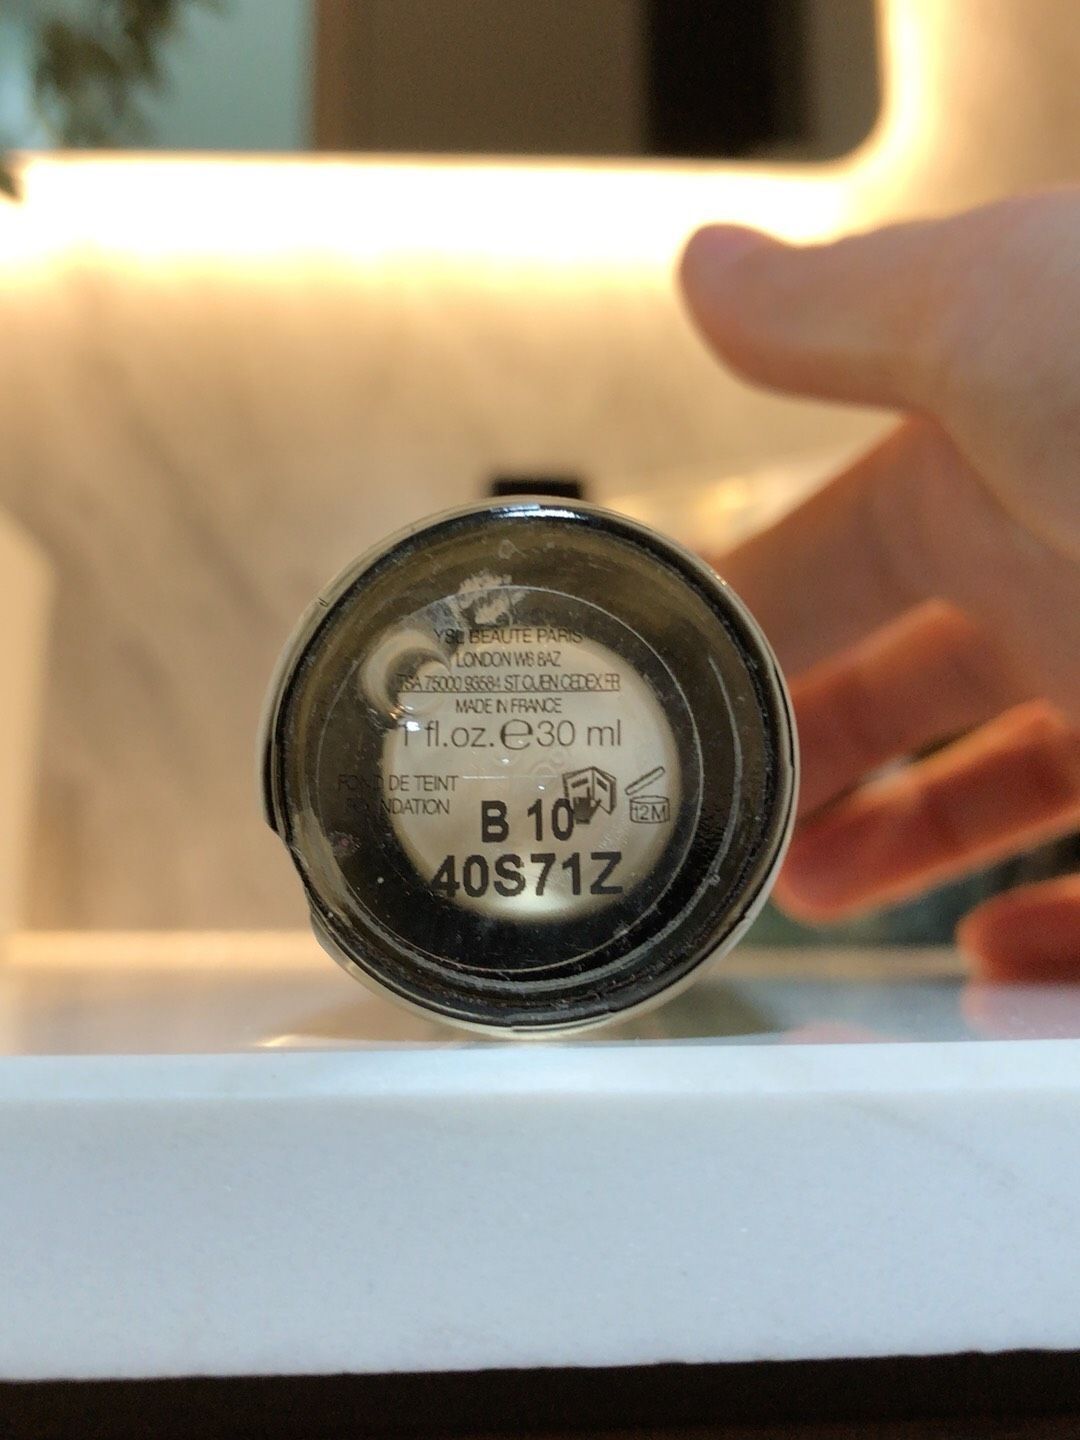 YSL BEAUTÉ PARIS
LONDON W6 8AZ
TSA 75000 93584 ST OUEN CEDEX FR
MADE IN FRANCE
1 fl.oz. ℮ 30 ml
FOND DE TEINT
FOUNDATION
B 10
12M
40S71Z